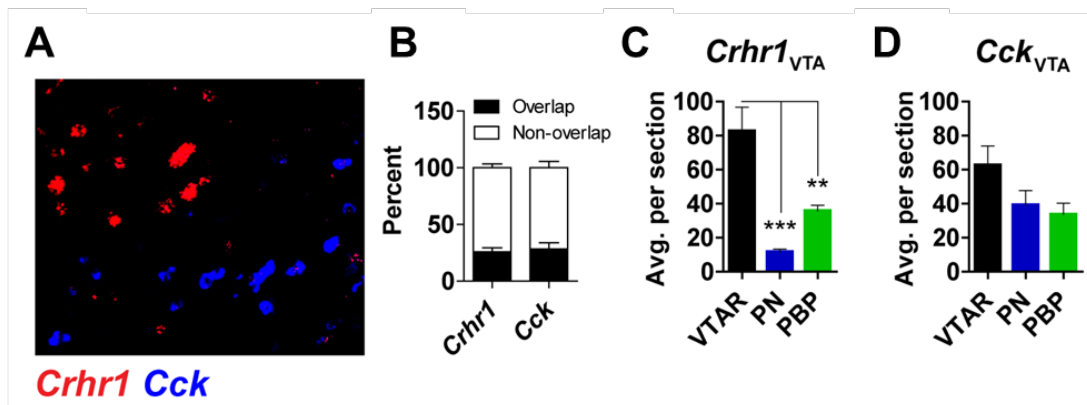 A
Crhr1 Cck
B
150
100
50
0
Percent
Overlap
Non-overlap
Crhr1
Cck
C
Crhr1VTA
100
80
60
40
20
0
Avg. per section
***
**
VTAR
PN
PBP
D
CckVTA
100
80
60
40
20
0
Avg. per section
VTAR
PN
PBP